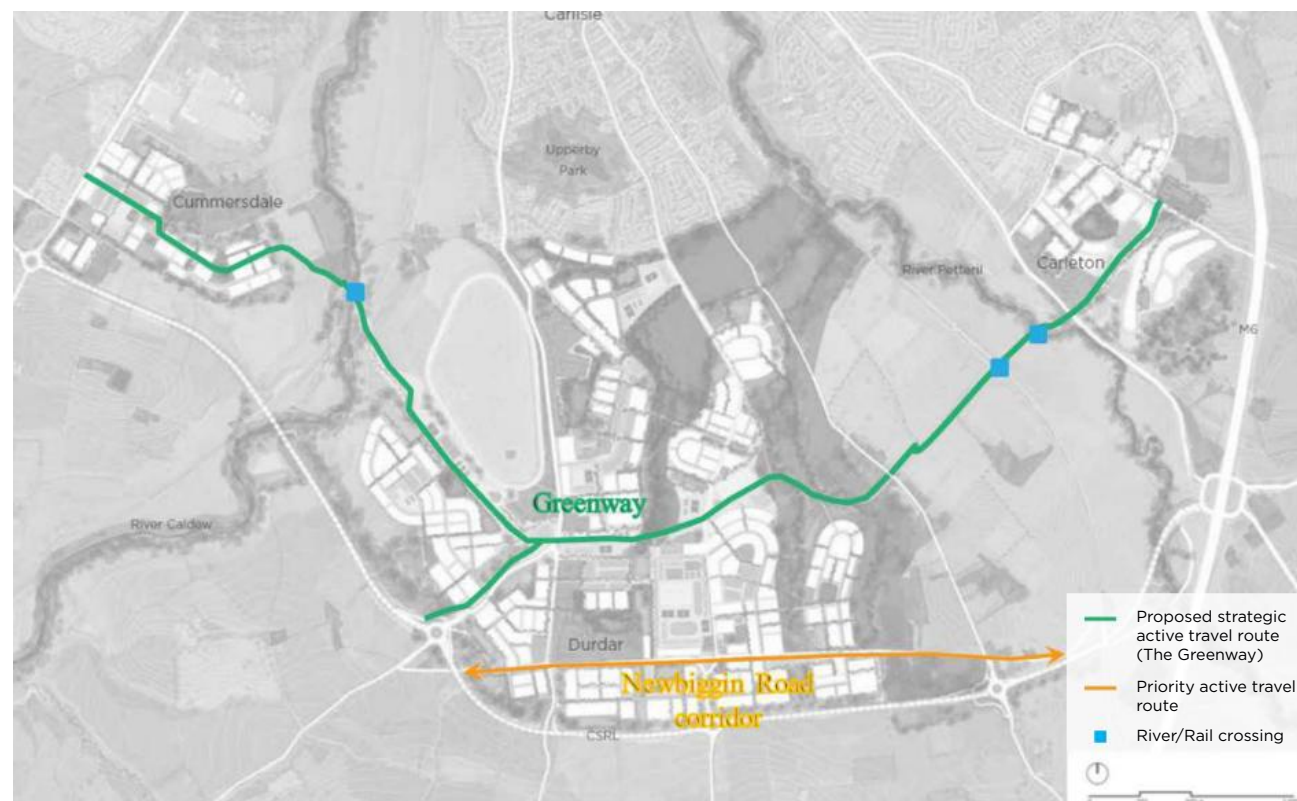 Carlisle
Upperby
Park
Cummersdale
River Petteril
Carleton
M6
Greenway
River Caldew
Durdar
Newbiggin Road
corridor
CSRL
Proposed strategic
active travel route
(The Greenway)
Priority active travel
route
River/Rail crossing